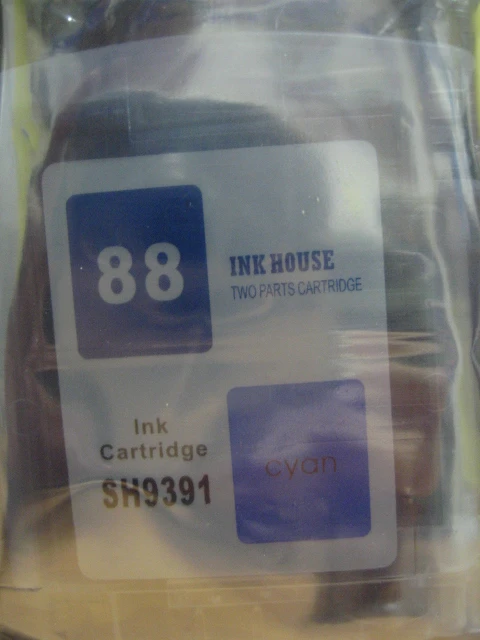 88
INK HOUSE
TWO PARTS CARTRIDGE
Ink
Cartridge
SH9391
cyan